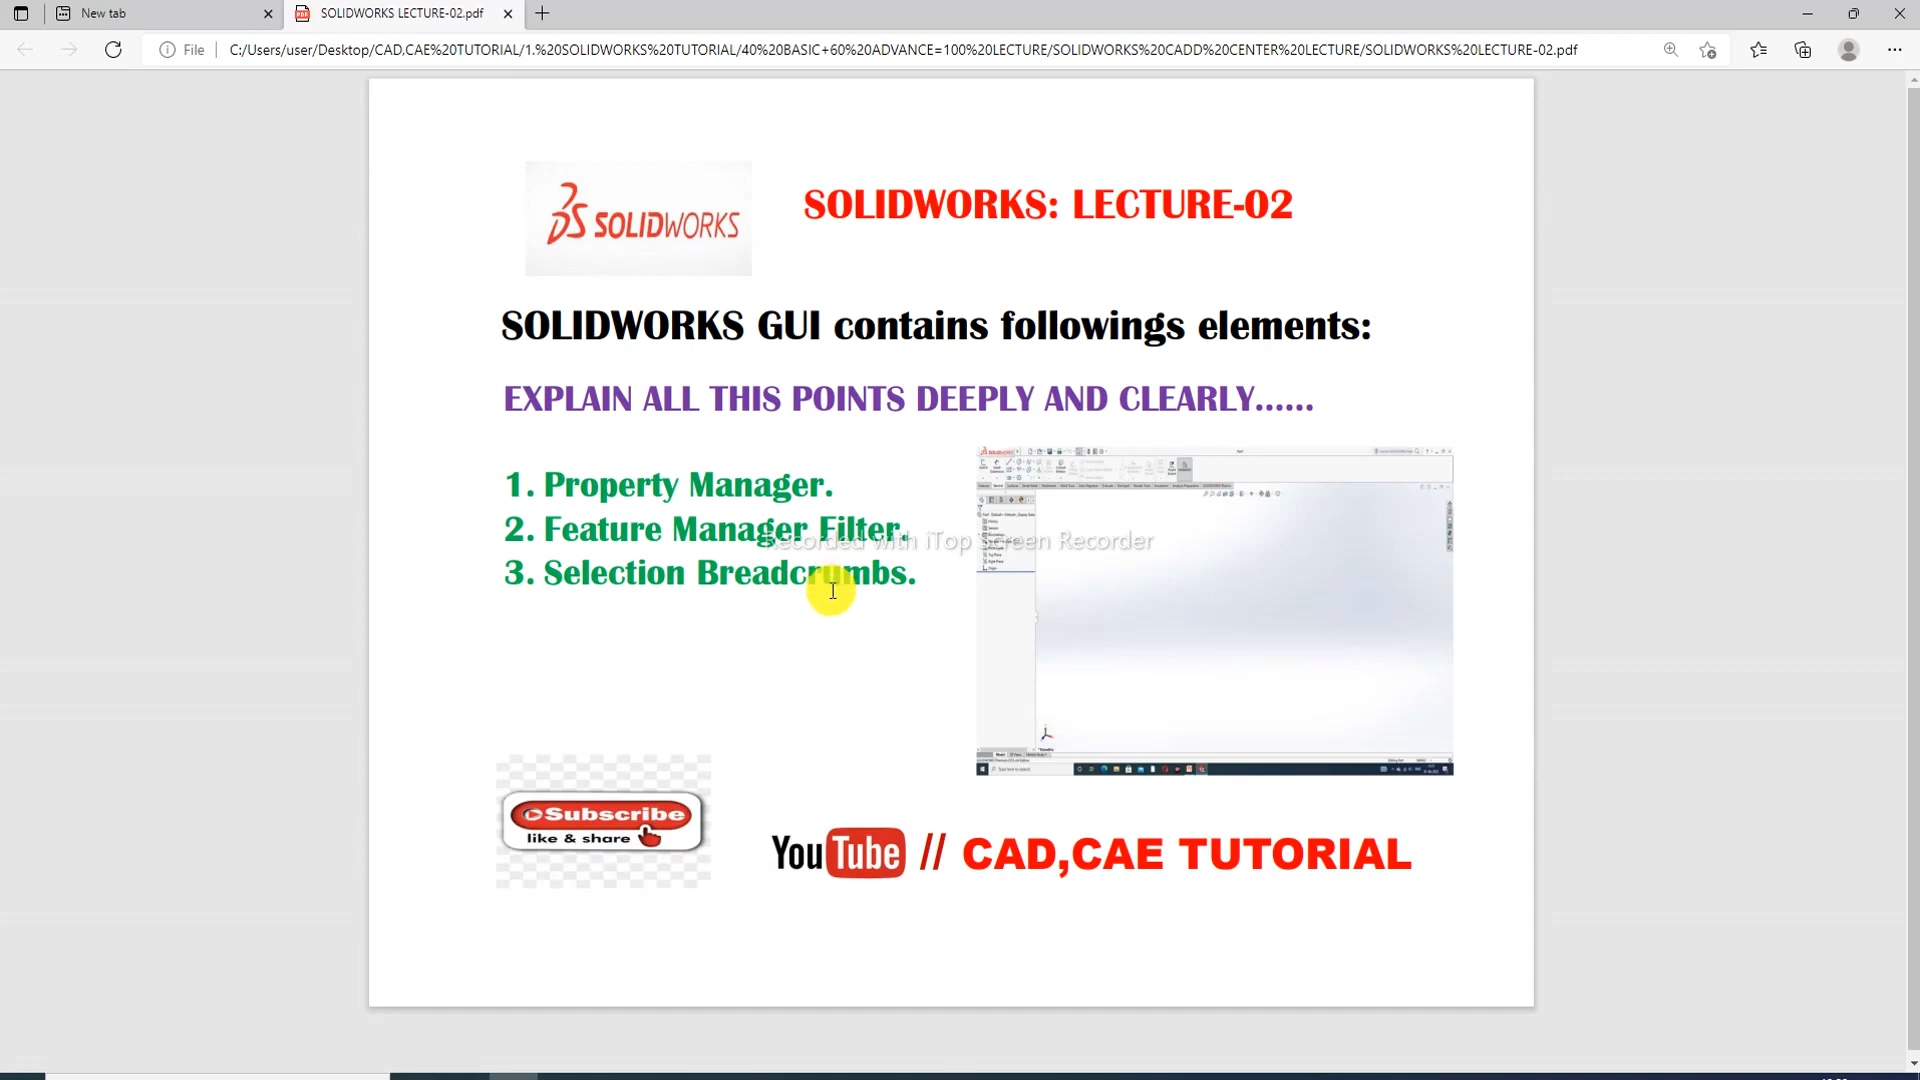 New tab
SOLIDWORKS LECTURE-02.pdf
File
C:/Users/user/Desktop/CAD,CAE%20TUTORIAL/1.%20SOLIDWORKS%20TUTORIAL/40%20BASIC+60%20ADVANCE=100%20LECTURE/SOLIDWORKS%20CADD%20CENTER%20LECTURE/SOLIDWORKS%20LECTURE-02.pdf
SOLIDWORKS
SOLIDWORKS: LECTURE-02
SOLIDWORKS GUI contains followings elements:
EXPLAIN ALL THIS POINTS DEEPLY AND CLEARLY......
1. Property Manager.
2. Feature Manager Filter.
3. Selection Breadcrumbs.
Recorded with iTop Screen Recorder
Subscribe
like & share
YouTube // CAD,CAE TUTORIAL